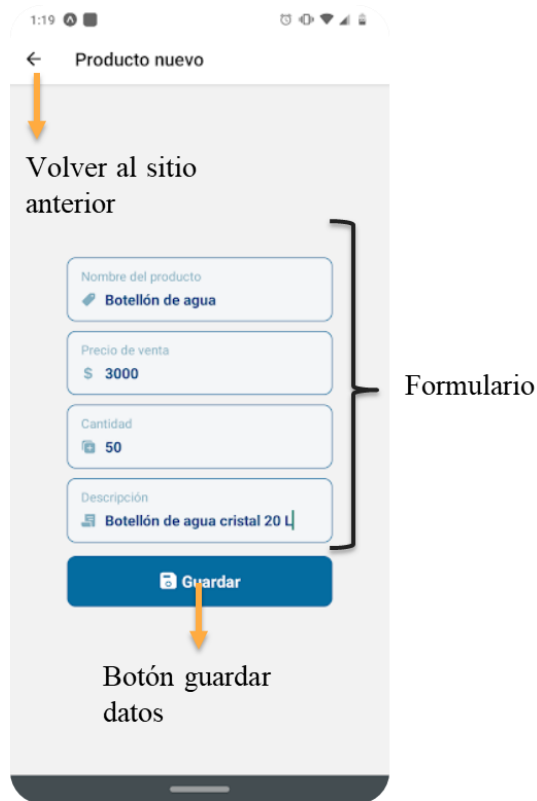 1:19
Producto nuevo
Volver al sitio
anterior
Nombre del producto
Botellón de agua
Precio de venta
$ 3000
Cantidad
50
Descripción
Botellón de agua cristal 20 L
Formulario
Guardar
Botón guardar
datos